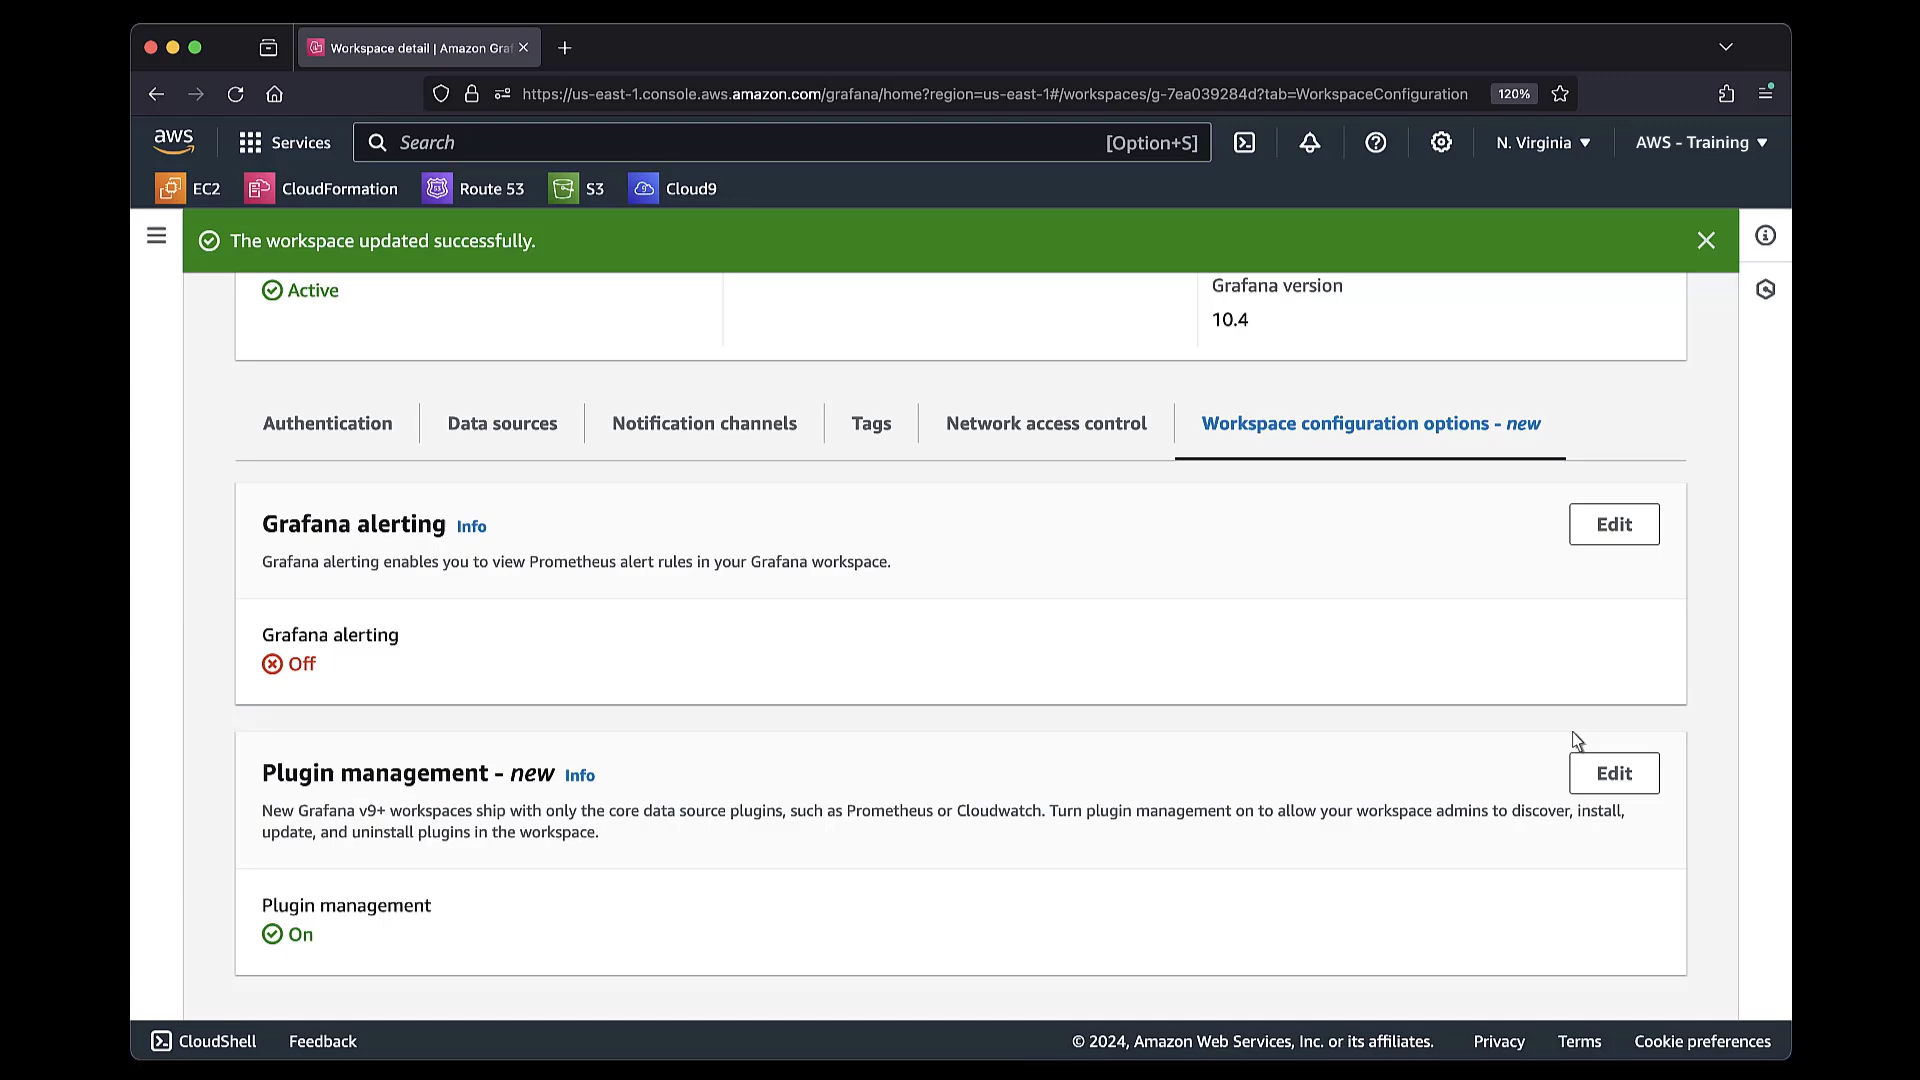 Workspace detail | Amazon Gra
https://us-east-1.console.aws.amazon.com/grafana/home?region=us-east-1#/workspaces/g-7ea039284d?tab=WorkspaceConfiguration
120%
aws
Services
Search
[Option+S]
N. Virginia
AWS - Training
EC2
CloudFormation
Route 53
S3
Cloud9
The workspace updated successfully.
Active
Grafana version
10.4
Authentication
Data sources
Notification channels
Tags
Network access control
Workspace configuration options - new
Grafana alerting Info
Edit
Grafana alerting enables you to view Prometheus alert rules in your Grafana workspace.
Grafana alerting
Off
Plugin management - new Info
Edit
New Grafana v9+ workspaces ship with only the core data source plugins, such as Prometheus or Cloudwatch. Turn plugin management on to allow your workspace admins to discover, install,
update, and uninstall plugins in the workspace.
Plugin management
On
CloudShell
Feedback
© 2024, Amazon Web Services, Inc. or its affiliates.
Privacy
Terms
Cookie preferences